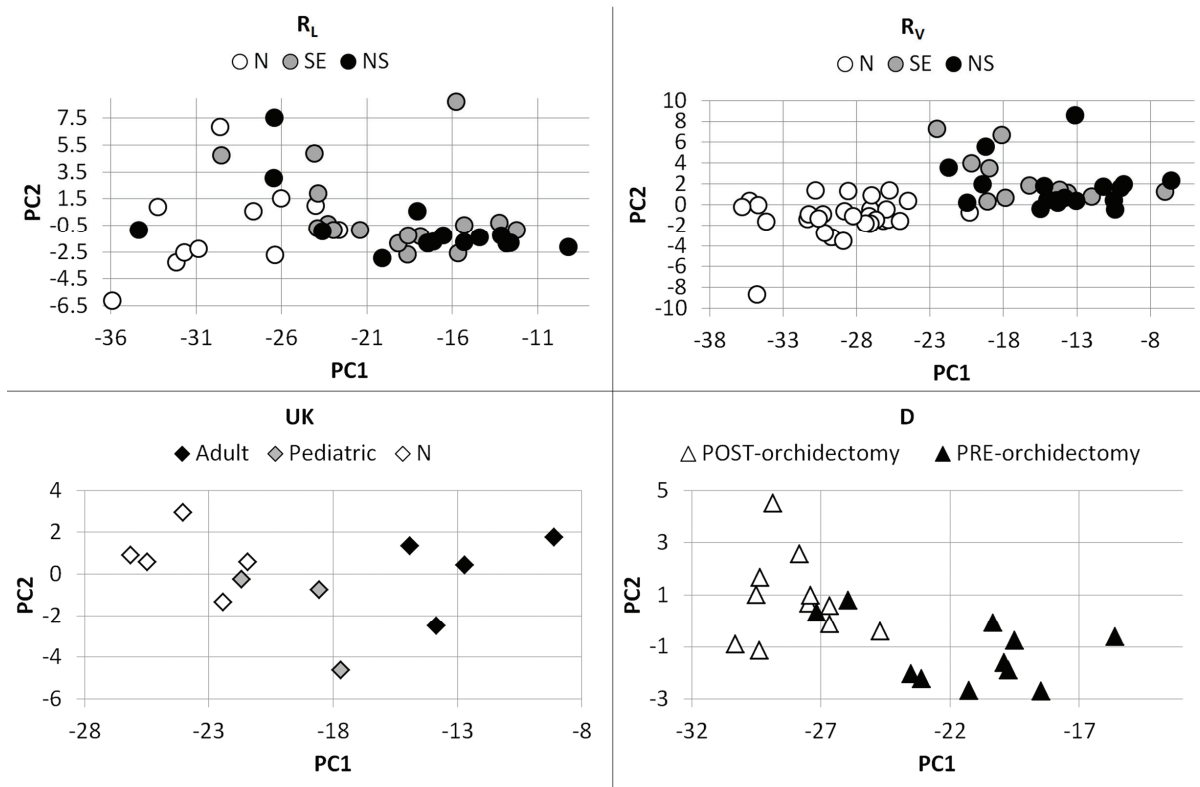 R_L
N SE NS
7.5
5.5
3.5
1.5
-0.5
-2.5
-4.5
-6.5
PC2
-36 -31 -26 -21 -16 -11
PC1
R_V
N SE NS
10
8
6
4
2
0
-2
-4
-6
-8
-10
PC2
-38 -33 -28 -23 -18 -13 -8
PC1
UK
Adult Pediatric N
4
2
0
-2
-4
-6
PC2
-28 -23 -18 -13 -8
PC1
D
POST-orchidectomy PRE-orchidectomy
5
3
1
-1
-3
PC2
-32 -27 -22 -17
PC1